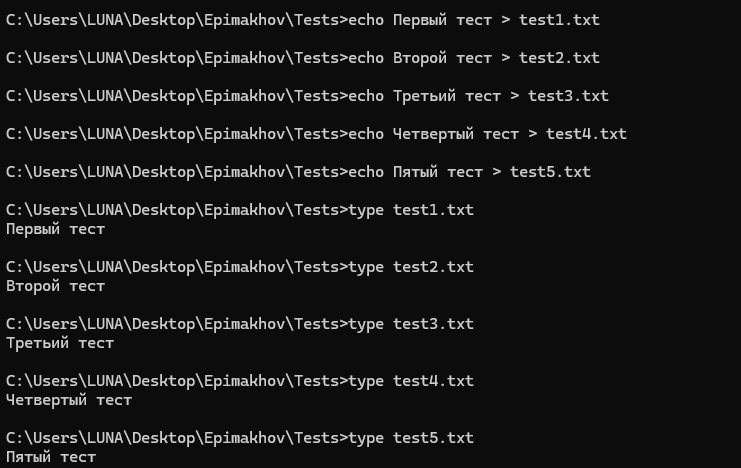 C:\Users\LUNA\Desktop\Epimakhov\Tests>echo Первый тест > test1.txt
C:\Users\LUNA\Desktop\Epimakhov\Tests>echo Второй тест > test2.txt
C:\Users\LUNA\Desktop\Epimakhov\Tests>echo Третьий тест > test3.txt
C:\Users\LUNA\Desktop\Epimakhov\Tests>echo Четвертый тест > test4.txt
C:\Users\LUNA\Desktop\Epimakhov\Tests>echo Пятый тест > test5.txt
C:\Users\LUNA\Desktop\Epimakhov\Tests>type test1.txt
Первый тест
C:\Users\LUNA\Desktop\Epimakhov\Tests>type test2.txt
Второй тест
C:\Users\LUNA\Desktop\Epimakhov\Tests>type test3.txt
Третьий тест
C:\Users\LUNA\Desktop\Epimakhov\Tests>type test4.txt
Четвертый тест
C:\Users\LUNA\Desktop\Epimakhov\Tests>type test5.txt
Пятый тест